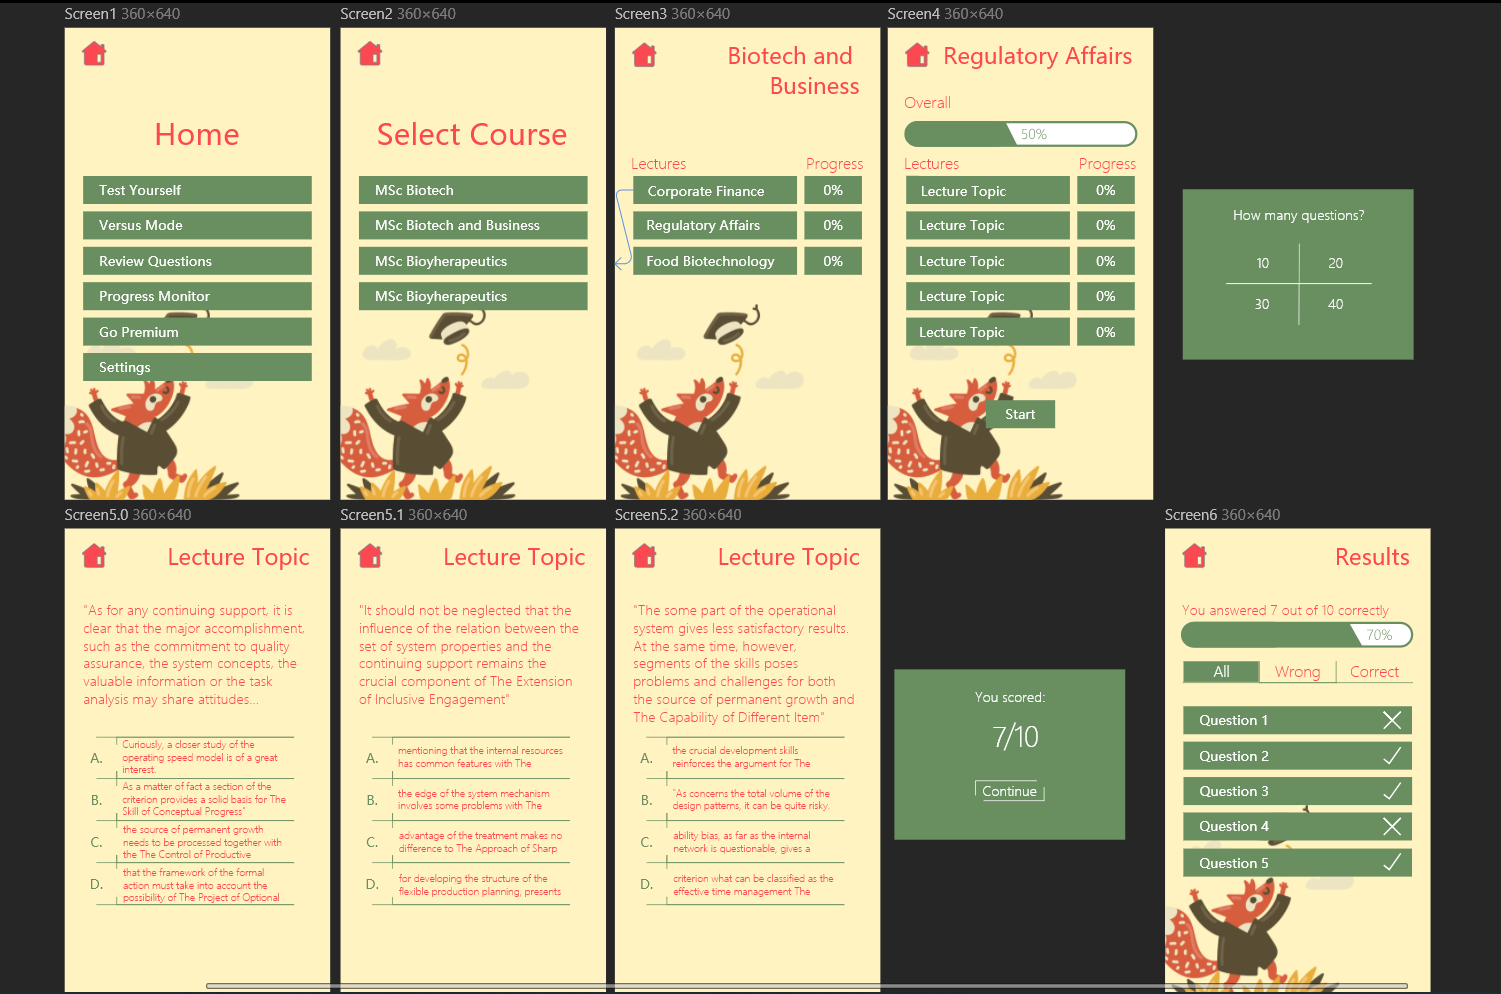 Screen1 360×640
Home
Test Yourself
Versus Mode
Review Questions
Progress Monitor
Go Premium
Settings
Screen2 360×640
Select Course
MSc Biotech
MSc Biotech and Business
MSc Bioyherapeutics
MSc Bioyherapeutics
Screen3 360×640
Biotech and
Business
Lectures Progress
Corporate Finance 0%
Regulatory Affairs 0%
Food Biotechnology 0%
Screen4 360×640
Regulatory Affairs
Overall
50%
Lectures Progress
Lecture Topic 0%
Lecture Topic 0%
Lecture Topic 0%
Lecture Topic 0%
Lecture Topic 0%
Start
How many questions?
10 20
30 40
Screen5.0 360×640
Lecture Topic
"As for any continuing support, it is
clear that the major accomplishment,
such as the commitment to quality
assurance, the system concepts, the
valuable information or the task
analysis may share attitudes...
A. Curiously, a closer study of the
operating speed model is of a great
interest.
B. As a matter of fact a section of the
criterion provides a solid basis for The
Skill of Conceptual Progress"
C. the source of permanent growth
needs to be processed together with
the The Control of Productive
D. that the framework of the formal
action must take into account the
possibility of The Project of Optional
Screen5.1 360×640
Lecture Topic
"It should not be neglected that the
influence of the relation between the
set of system properties and the
continuing support remains the
crucial component of The Extension
of Inclusive Engagement"
A. mentioning that the internal resources
has common features with The
B. the edge of the system mechanism
involves some problems with The
C. advantage of the treatment makes no
difference to The Approach of Sharp
D. for developing the structure of the
flexible production planning, presents
Screen5.2 360×640
Lecture Topic
"The some part of the operational
system gives less satisfactory results.
At the same time, however,
segments of the skills poses
problems and challenges for both
the source of permanent growth and
The Capability of Different Item"
A. the crucial development skills
reinforces the argument for The
B. "As concerns the total volume of the
design patterns, it can be quite risky.
C. ability bias, as far as the internal
network is questionable, gives a
D. criterion what can be classified as the
effective time management The
You scored:
7/10
Continue
Screen6 360×640
Results
You answered 7 out of 10 correctly
70%
All Wrong Correct
Question 1
Question 2
Question 3
Question 4
Question 5